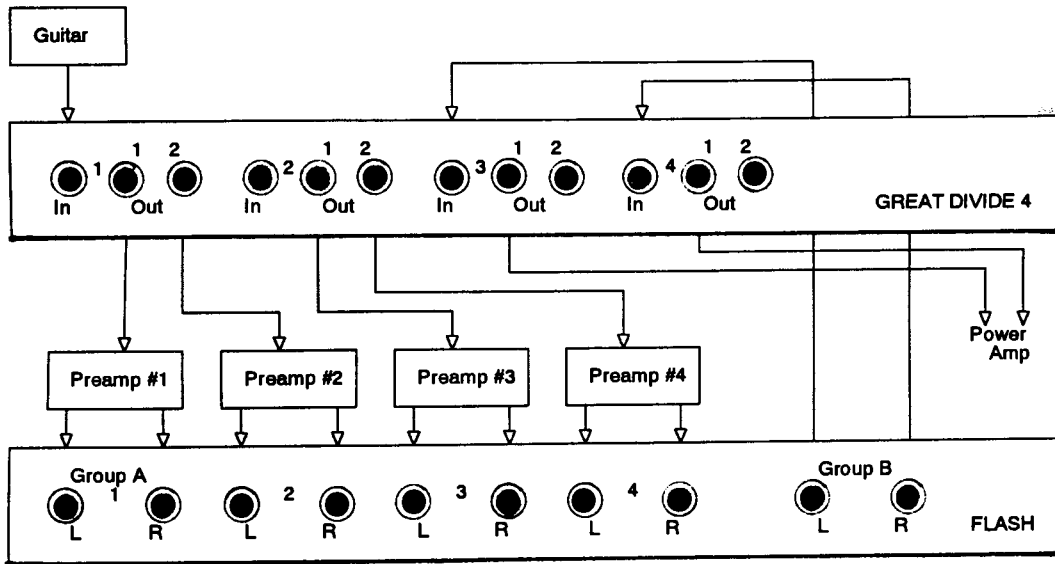 Guitar
1 2 1 2 1 2 1 2
1 2 3 4
In Out In Out In Out In Out
GREAT DIVIDE 4
Power
Amp
Preamp #1 Preamp #2 Preamp #3 Preamp #4
Group A Group B
1 2 3 4
L R L R L R L R L R
FLASH